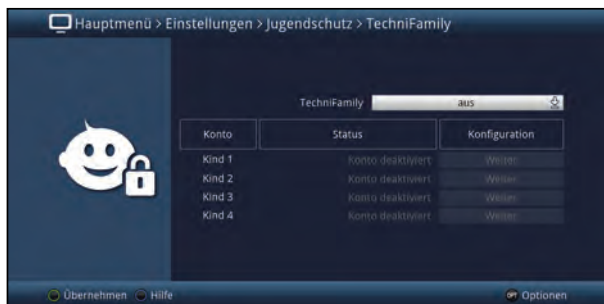 Hauptmenü > Einstellungen > Jugendschutz > TechniFamily
TechniFamily aus
Konto Status Konfiguration
Kind 1 Konto deaktiviert Weiter
Kind 2 Konto deaktiviert Weiter
Kind 3 Konto deaktiviert Weiter
Kind 4 Konto deaktiviert Weiter
Übernehmen Hilfe OPT Optionen